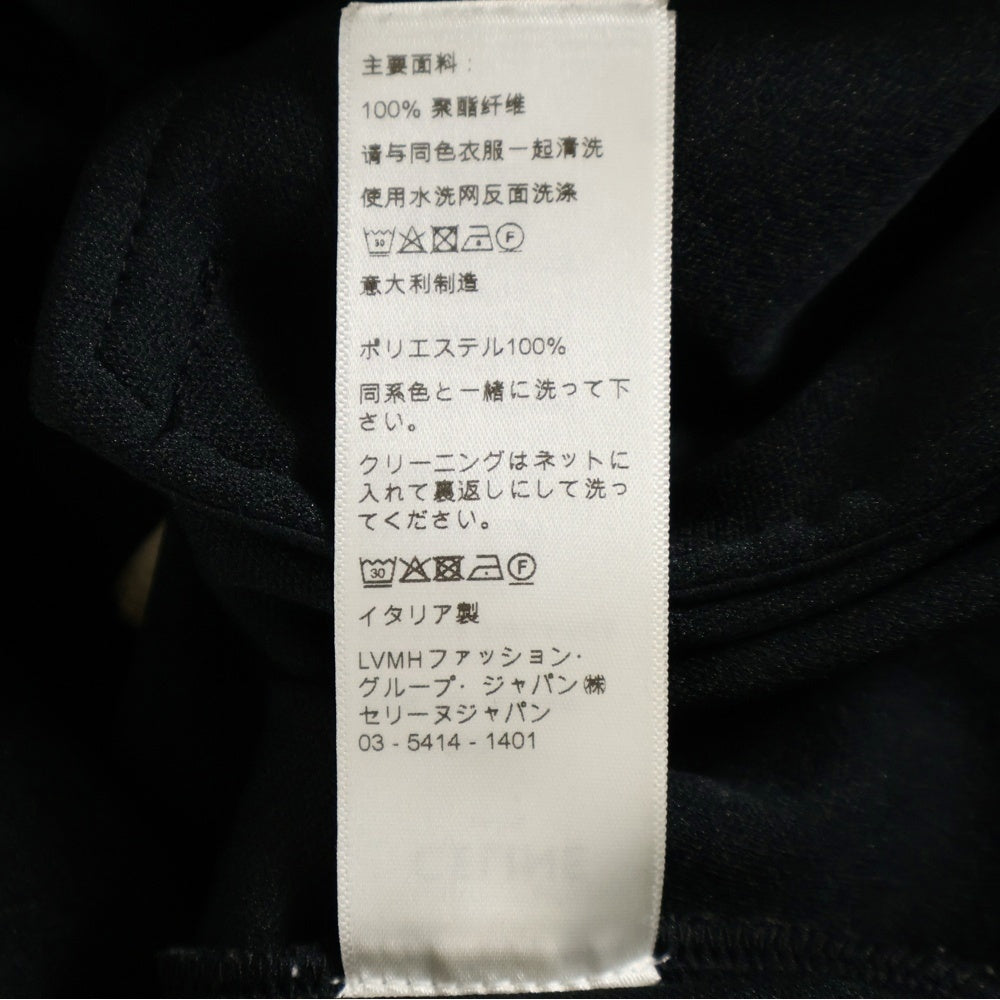 主要面料：
100% 聚酯纤维
请与同色衣服一起清洗
使用水洗网反面洗涤
30 F
意大利制造
ポリエステル100%
同系色と一緒に洗って下
さい。
クリーニングはネットに
入れて裏返しにして洗っ
てください。
30 F
イタリア製
LVMHファッション·
グループ· ジャパン㈱
セリーヌジャパン
03 - 5414 - 1401